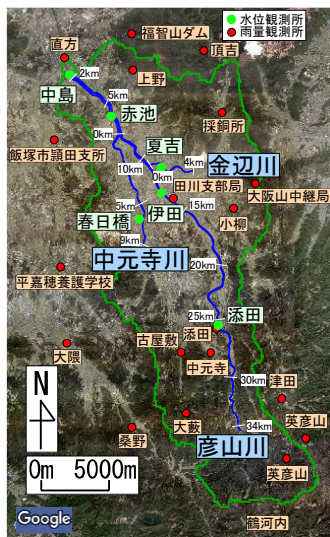 水位観測所
雨量観測所
福智山ダム
直方
頂吉
2km
上野
中島
5km
赤池
採銅所
0km
飯塚市頴田支所
夏吉
4km
金辺川
10km
0km
田川支部局
大阪山中継局
5km
伊田
15km
小柳
春日橋
9km
中元寺川
20km
平嘉穂養護学校
25km
添田
添田
古屋敷
大隈
中元寺
30km
津田
N
大藪
34km
英彦山
桑野
彦山川
0m 5000m
英彦山
Google
鶴河内